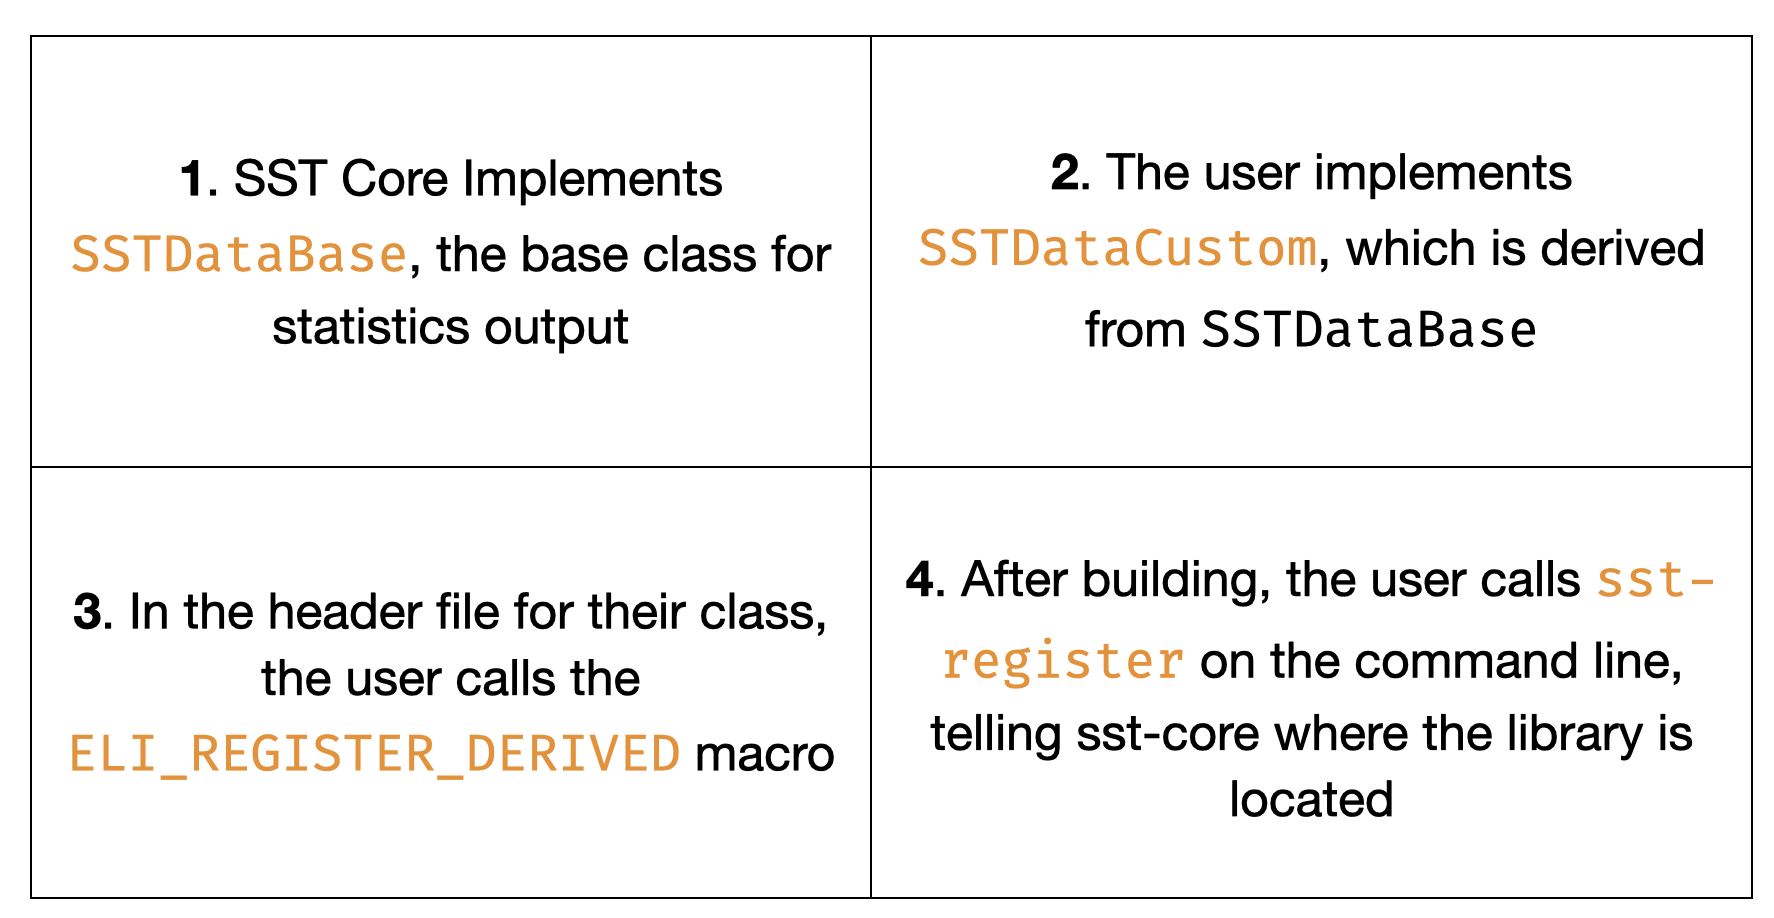 1. SST Core Implements
SSTDataBase, the base class for
statistics output
2. The user implements
SSTDataCustom, which is derived
from SSTDataBase
3. In the header file for their class,
the user calls the
ELI_REGISTER_DERIVED macro
4. After building, the user calls sst-
register on the command line,
telling sst-core where the library is
located